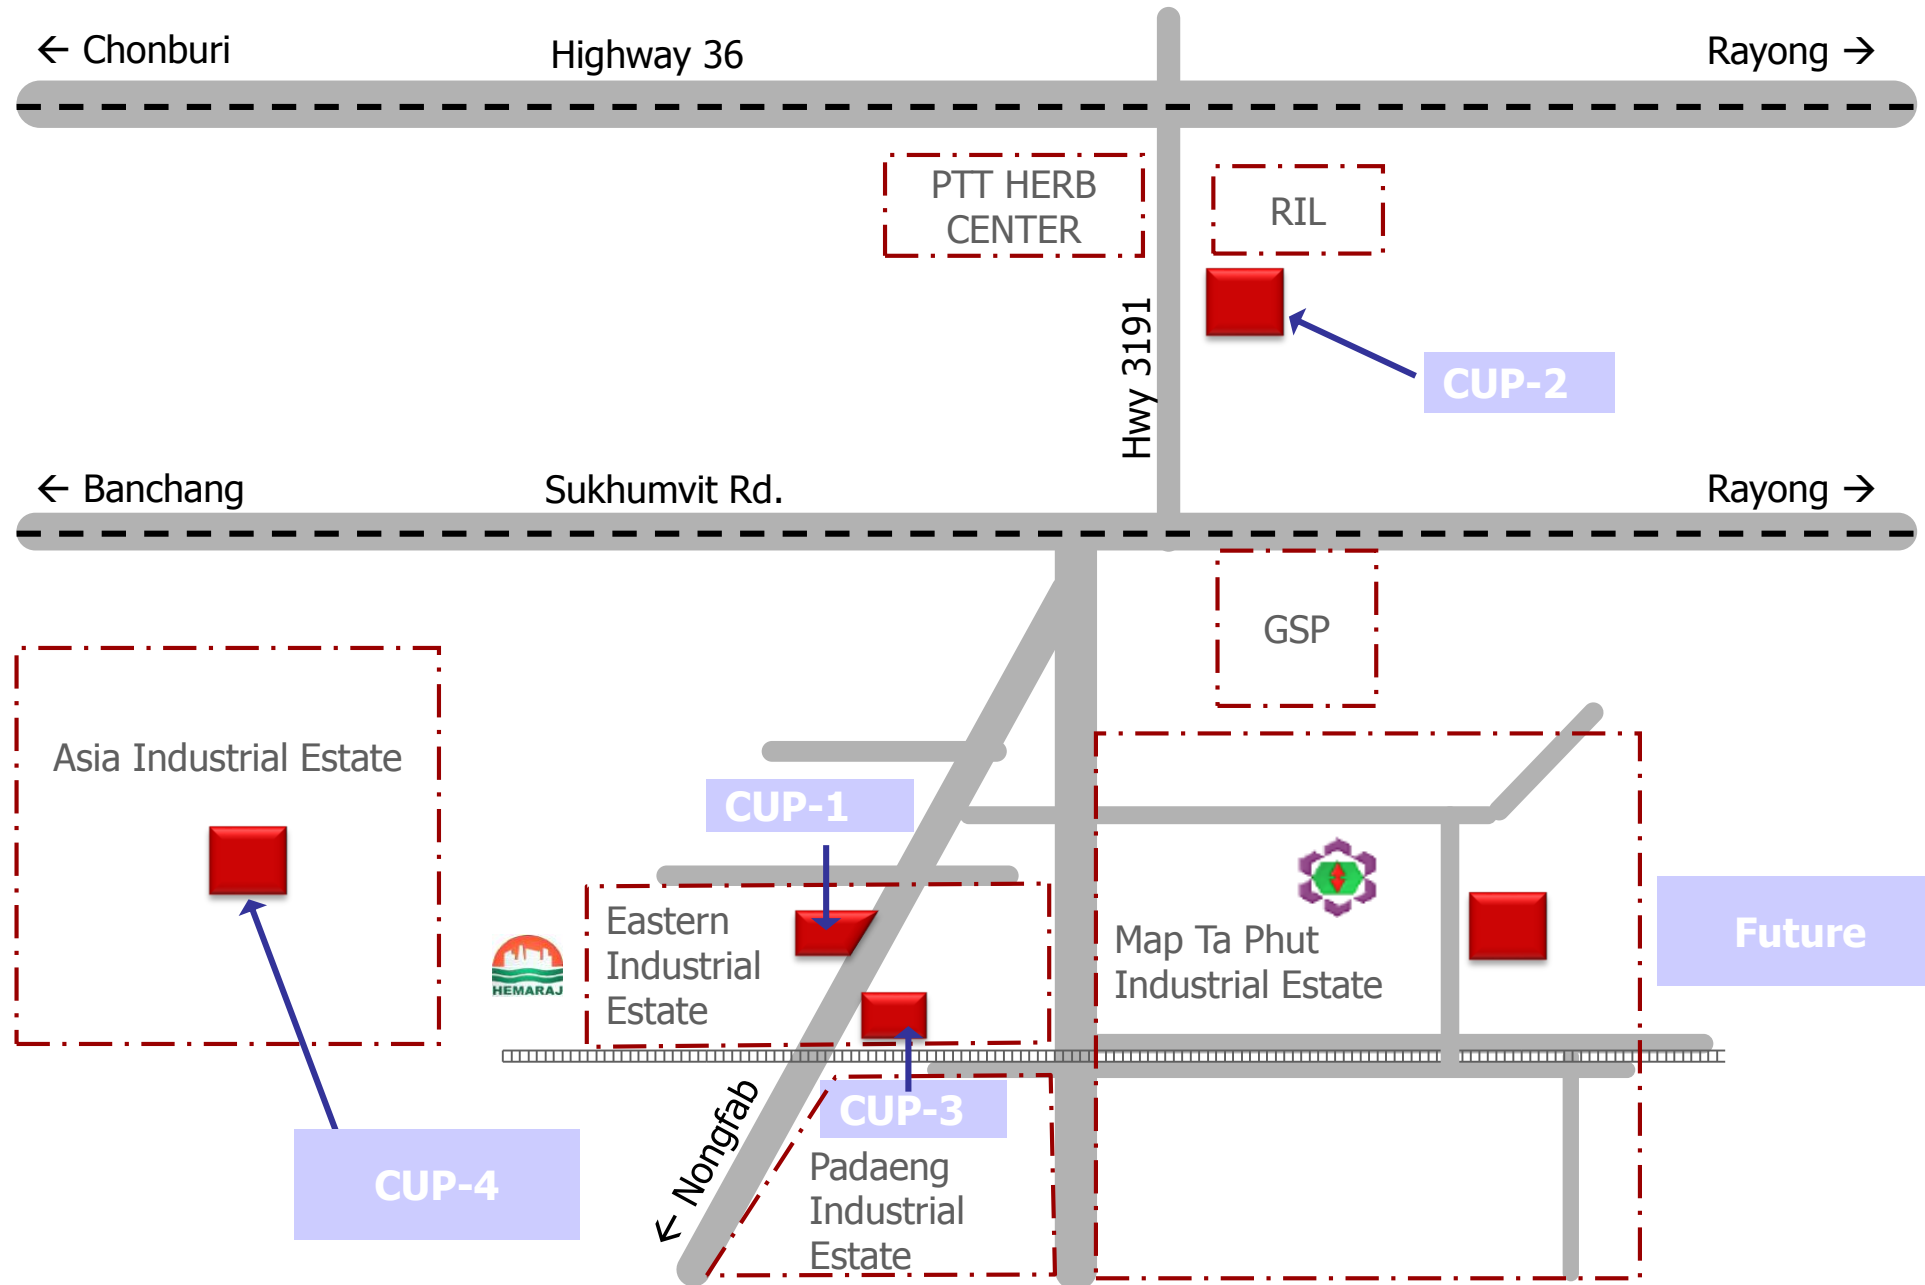 ← Chonburi
Highway 36
Rayong →
PTT HERB
CENTER
RIL
Hwy 3191
CUP-2
← Banchang
Sukhumvit Rd.
Rayong →
GSP
Asia Industrial Estate
CUP-1
Eastern
Industrial
Estate
HEMARAJ
Map Ta Phut
Industrial Estate
Future
← Nongfab
CUP-3
CUP-4
Padaeng
Industrial
Estate